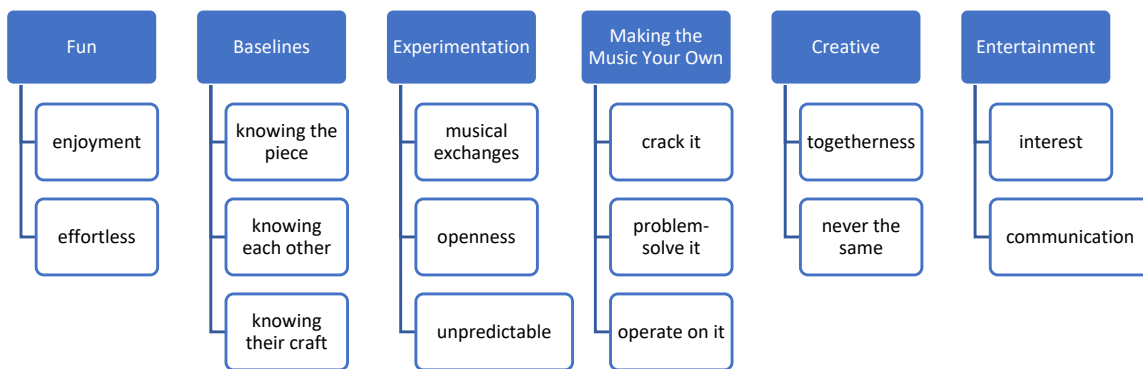 Fun
enjoyment
effortless
Baselines
knowing the
piece
knowing
each other
knowing
their craft
Experimentation
musical
exchanges
openness
unpredictable
Making the
Music Your Own
crack it
problem-
solve it
operate on it
Creative
togetherness
never the
same
Entertainment
interest
communication